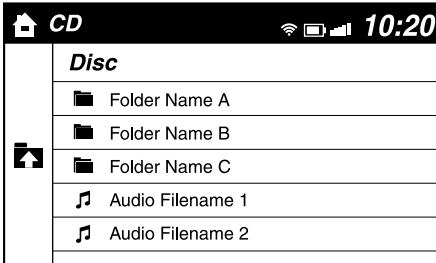 CD 10:20
Disc
Folder Name A
Folder Name B
Folder Name C
Audio Filename 1
Audio Filename 2